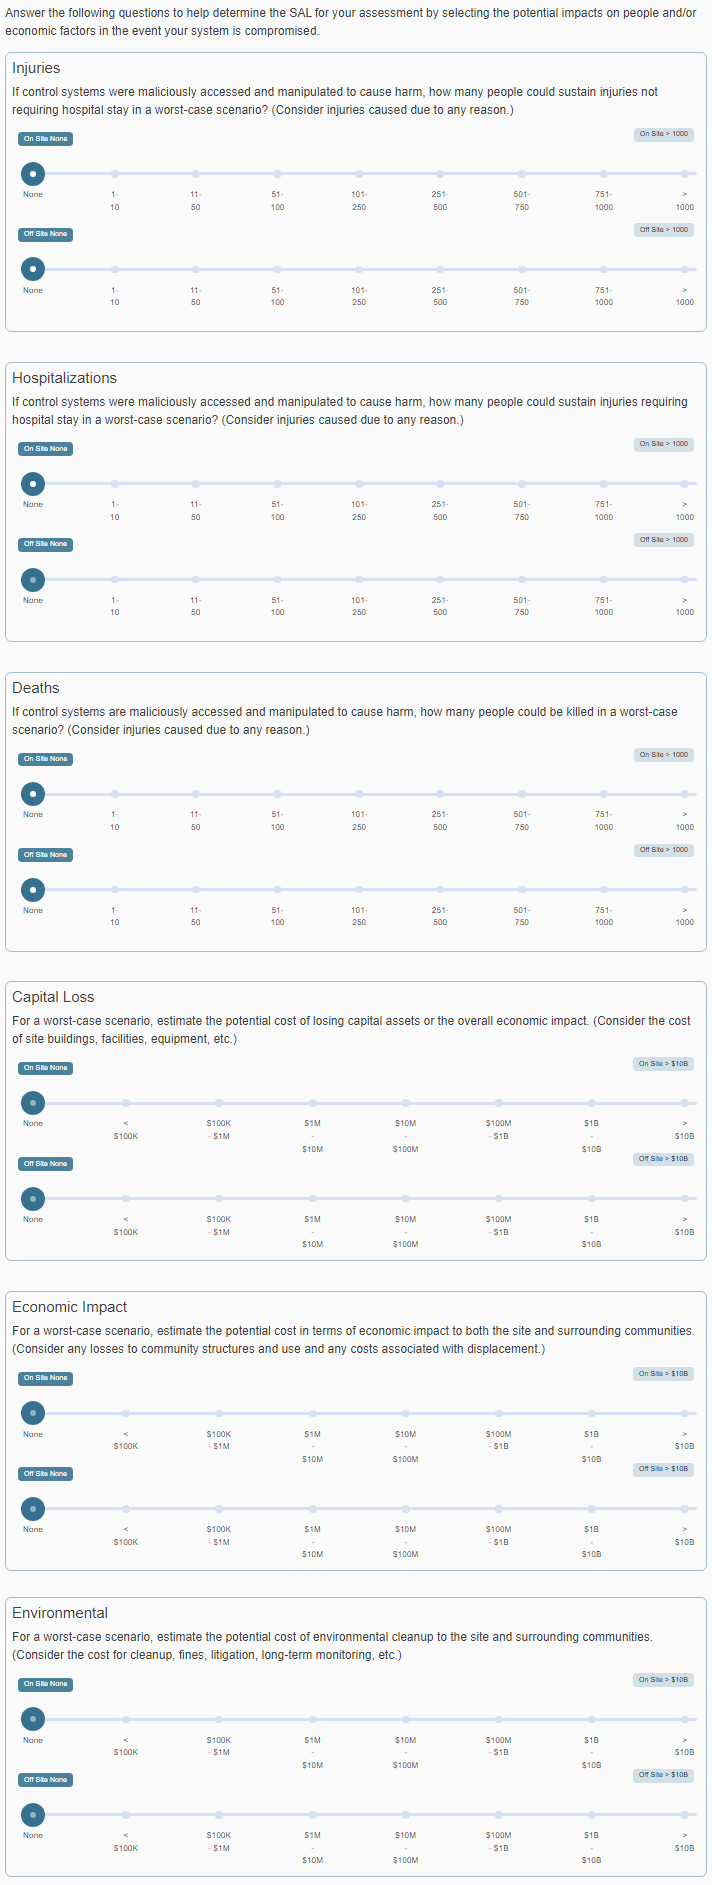 Answer the following questions to help determine the SAL for your assessment by selecting the potential impacts on people and/or
economic factors in the event your system is compromised.
Injuries
If control systems were maliciously accessed and manipulated to cause harm, how many people could sustain injuries not
requiring hospital stay in a worst-case scenario? (Consider injuries caused due to any reason.)
On Site None On Site > 1000
None 1- 11- 51- 101- 251- 501- 751- >
10 50 100 250 500 750 1000 1000
Off Site None Off Site > 1000
None 1- 11- 51- 101- 251- 501- 751- >
10 50 100 250 500 750 1000 1000
Hospitalizations
If control systems were maliciously accessed and manipulated to cause harm, how many people could sustain injuries requiring
hospital stay in a worst-case scenario? (Consider injuries caused due to any reason.)
On Site None On Site > 1000
None 1- 11- 51- 101- 251- 501- 751- >
10 50 100 250 500 750 1000 1000
Off Site None Off Site > 1000
None 1- 11- 51- 101- 251- 501- 751- >
10 50 100 250 500 750 1000 1000
Deaths
If control systems are maliciously accessed and manipulated to cause harm, how many people could be killed in a worst-case
scenario? (Consider injuries caused due to any reason.)
On Site None On Site > 1000
None 1- 11- 51- 101- 251- 501- 751- >
10 50 100 250 500 750 1000 1000
Off Site None Off Site > 1000
None 1- 11- 51- 101- 251- 501- 751- >
10 50 100 250 500 750 1000 1000
Capital Loss
For a worst-case scenario, estimate the potential cost of losing capital assets or the overall economic impact. (Consider the cost
of site buildings, facilities, equipment, etc.)
On Site None On Site > $10B
None < $100K $1M $10M $100M $1B >
$100K - $1M - - - $1B - $10B
$10M $100M $10B
Off Site None Off Site > $10B
None < $100K $1M $10M $100M $1B >
$100K - $1M - - - $1B - $10B
$10M $100M $10B
Economic Impact
For a worst-case scenario, estimate the potential cost in terms of economic impact to both the site and surrounding communities.
(Consider any losses to community structures and use and any costs associated with displacement.)
On Site None On Site > $10B
None < $100K $1M $10M $100M $1B >
$100K - $1M - - - $1B - $10B
$10M $100M $10B
Off Site None Off Site > $10B
None < $100K $1M $10M $100M $1B >
$100K - $1M - - - $1B - $10B
$10M $100M $10B
Environmental
For a worst-case scenario, estimate the potential cost of environmental cleanup to the site and surrounding communities.
(Consider the cost for cleanup, fines, litigation, long-term monitoring, etc.)
On Site None On Site > $10B
None < $100K $1M $10M $100M $1B >
$100K - $1M - - - $1B - $10B
$10M $100M $10B
Off Site None Off Site > $10B
None < $100K $1M $10M $100M $1B >
$100K - $1M - - - $1B - $10B
$10M $100M $10B